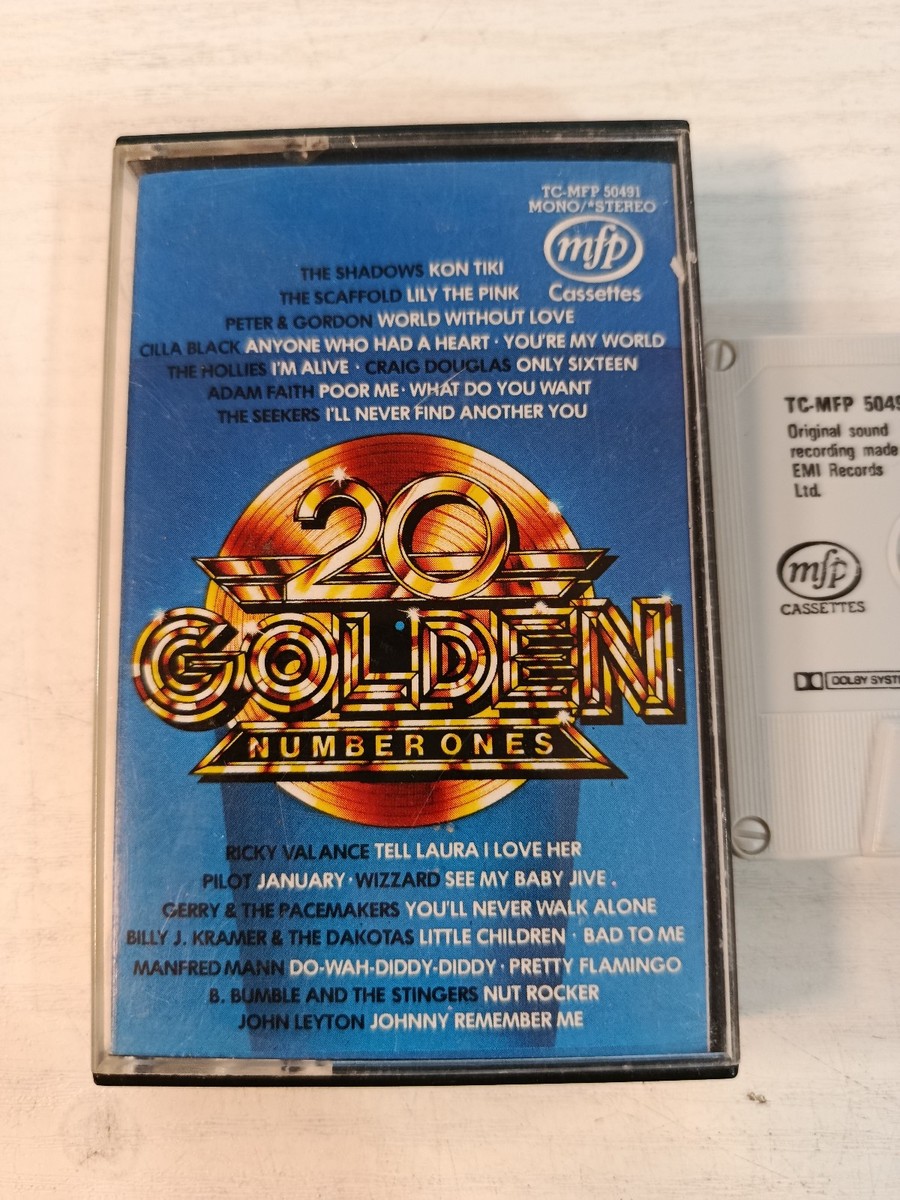 TC-MFP 50491
MONO/*STEREO
mfp
Cassettes
THE SHADOWS KON TIKI
THE SCAFFOLD LILY THE PINK
PETER & GORDON WORLD WITHOUT LOVE
CILLA BLACK ANYONE WHO HAD A HEART · YOU'RE MY WORLD
THE HOLLIES I'M ALIVE · CRAIG DOUGLAS ONLY SIXTEEN
ADAM FAITH POOR ME · WHAT DO YOU WANT
THE SEEKERS I'LL NEVER FIND ANOTHER YOU
20
GOLDEN
NUMBER ONES
RICKY VALANCE TELL LAURA I LOVE HER
PILOT JANUARY · WIZZARD SEE MY BABY JIVE .
GERRY & THE PACEMAKERS YOU'LL NEVER WALK ALONE
BILLY J. KRAMER & THE DAKOTAS LITTLE CHILDREN · BAD TO ME
MANFRED MANN DO-WAH-DIDDY-DIDDY · PRETTY FLAMINGO
B. BUMBLE AND THE STINGERS NUT ROCKER
JOHN LEYTON JOHNNY REMEMBER ME
TC-MFP 5049
Original sound
recording made
EMI Records
Ltd.
mfp
CASSETTES
DOLBY SYST